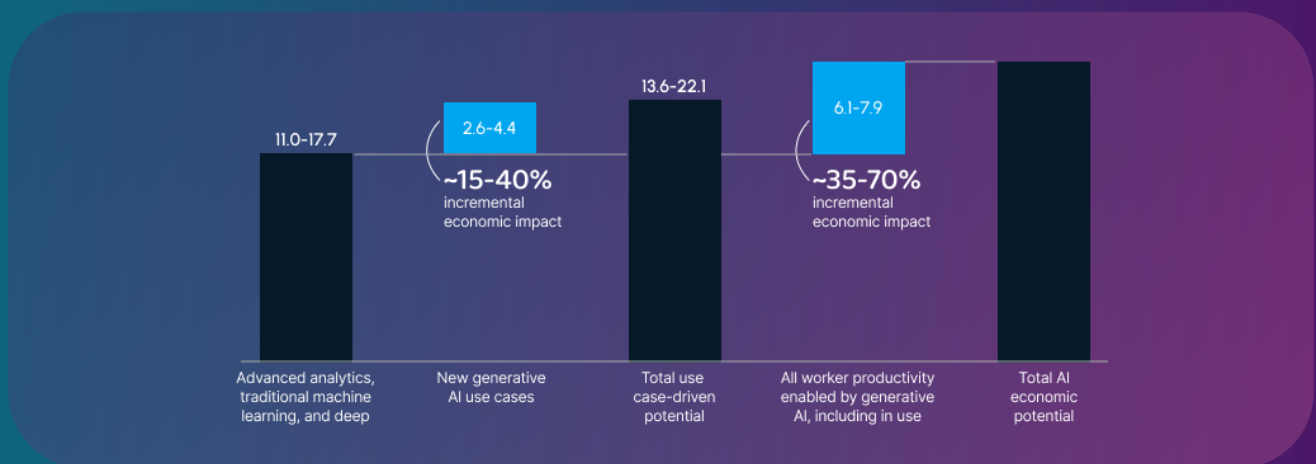 11.0-17.7
2.6-4.4
~15-40%
incremental
economic impact
13.6-22.1
6.1-7.9
~35-70%
incremental
economic impact
Advanced analytics,
traditional machine
learning, and deep
New generative
AI use cases
Total use
case-driven
potential
All worker productivity
enabled by generative
AI, including in use
Total AI
economic
potential